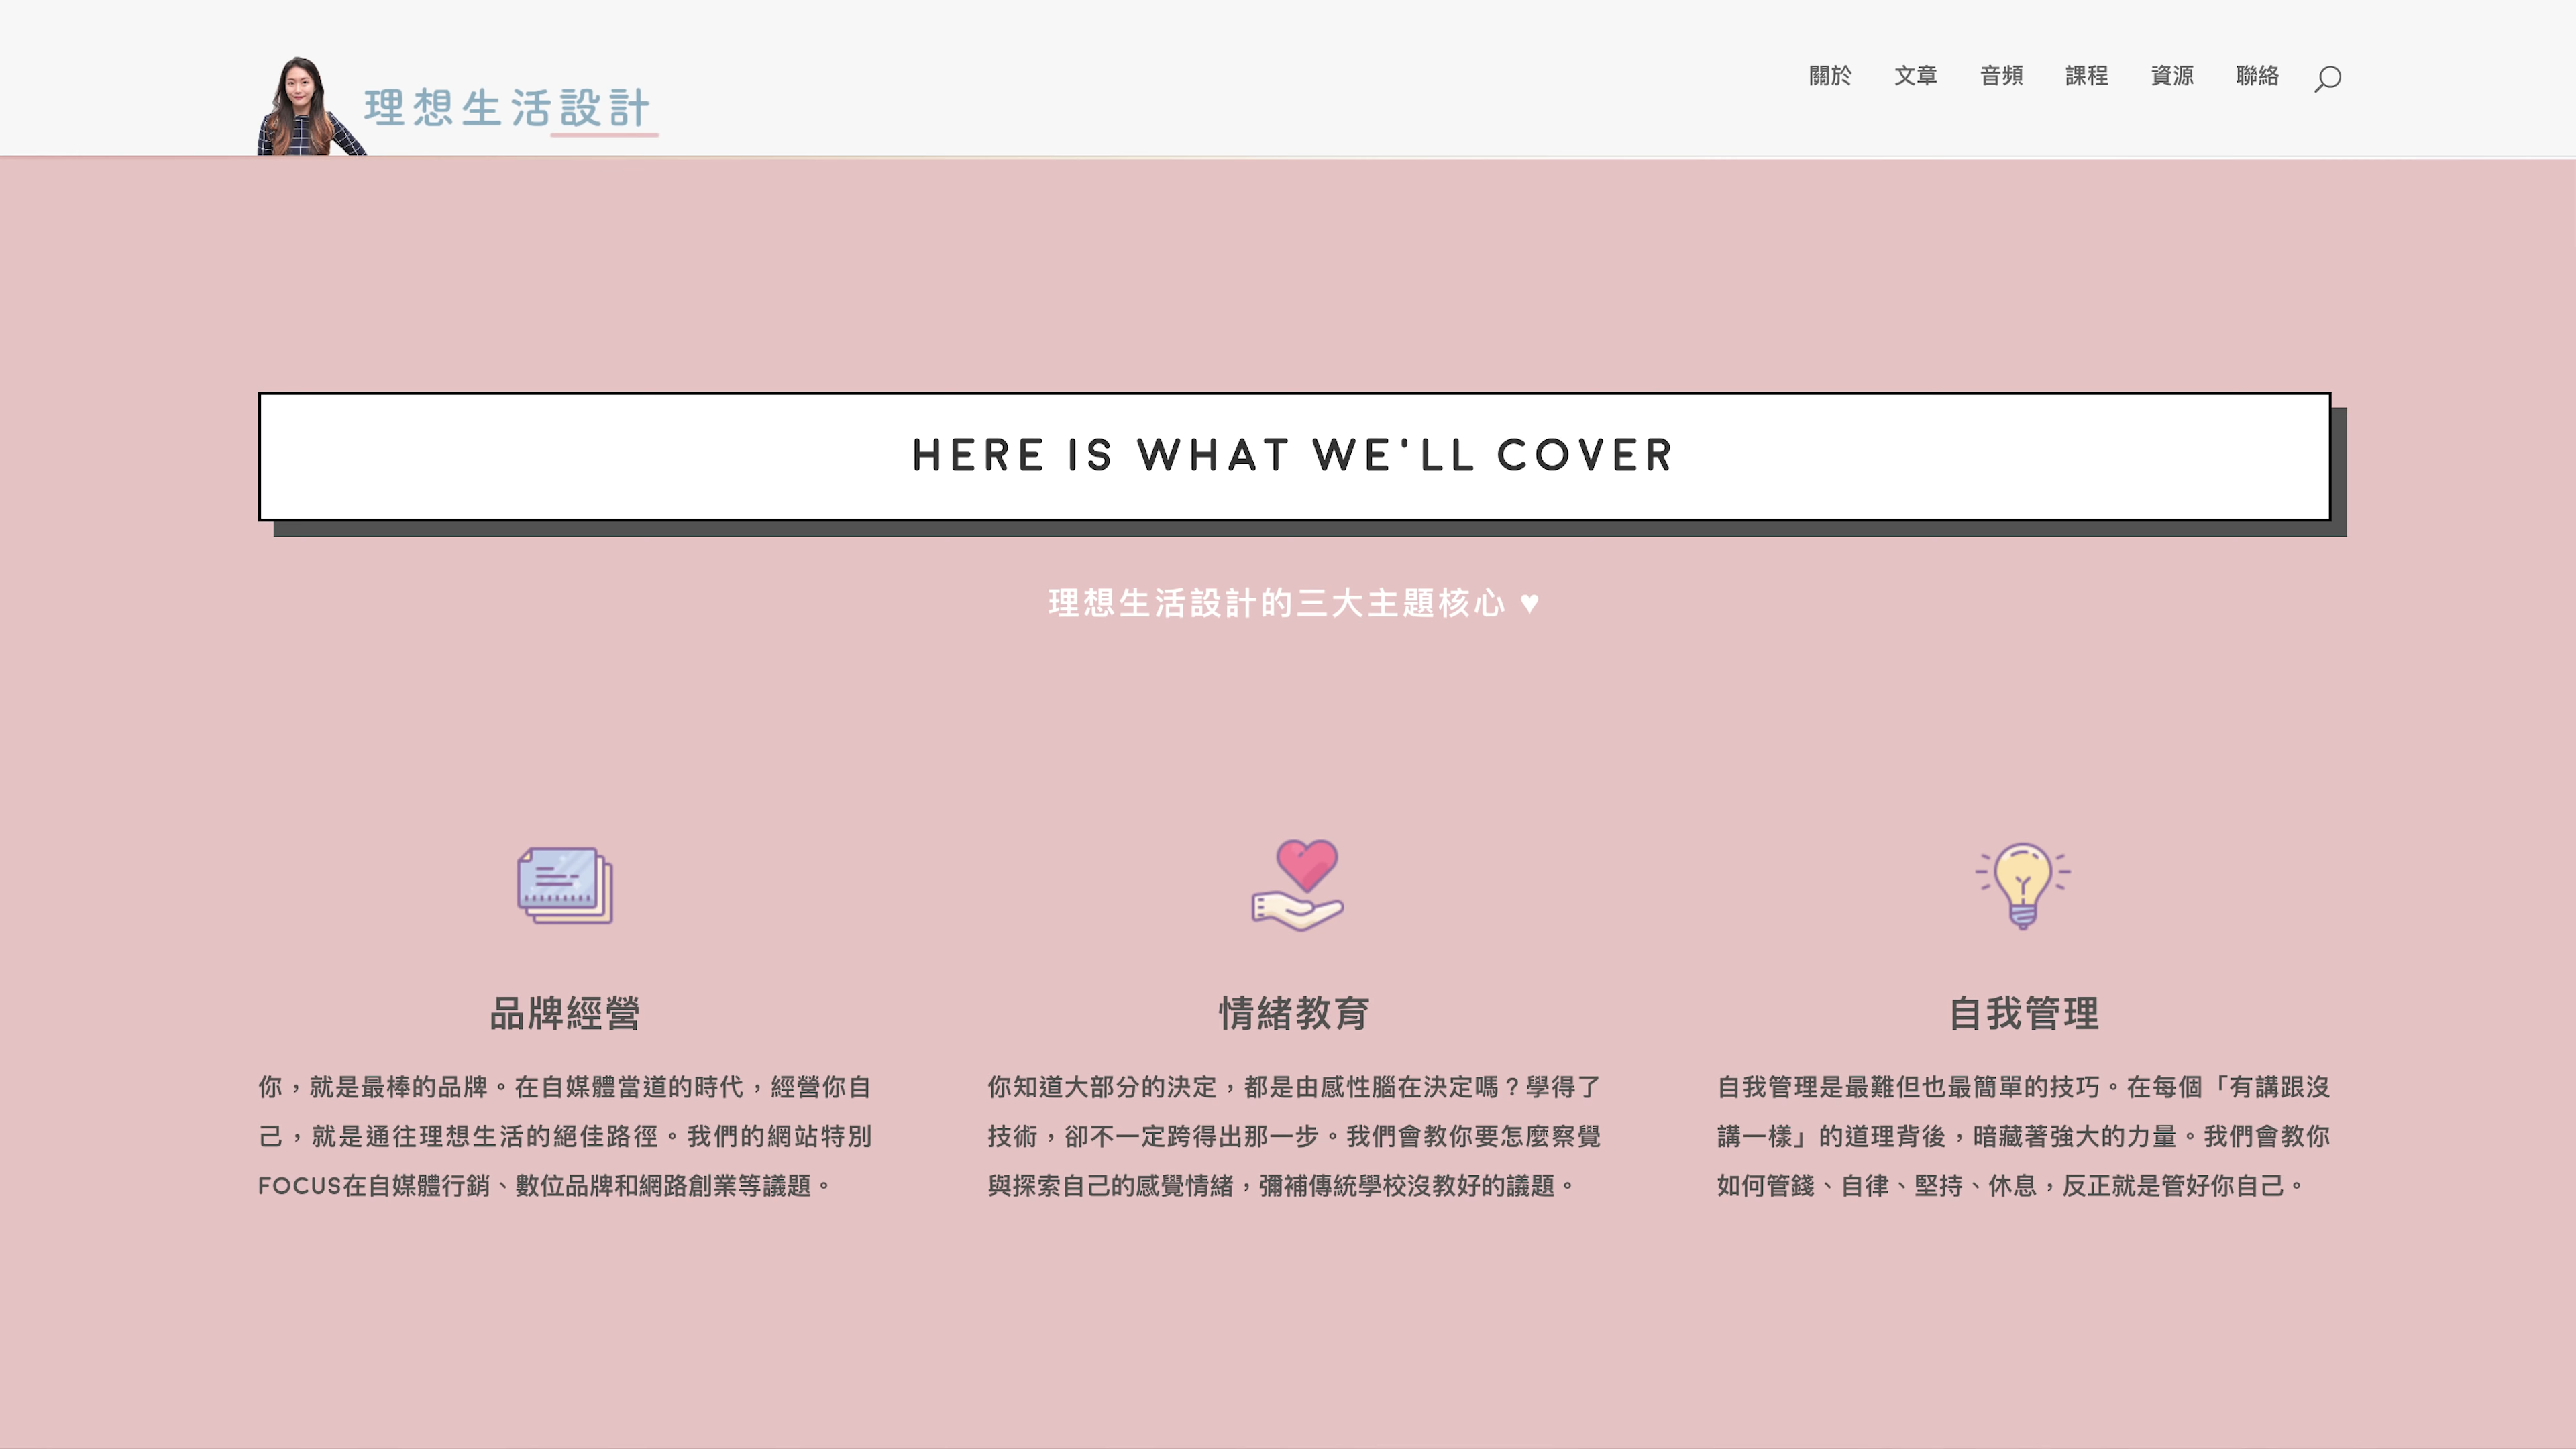 理想生活設計
關於 文章 音頻 課程 資源 聯絡
HERE IS WHAT WE'LL COVER
理想生活設計的三大主題核心 ♥
品牌經營
你，就是最棒的品牌。在自媒體當道的時代，經營你自
己，就是通往理想生活的絕佳路徑。我們的網站特別
FOCUS在自媒體行銷、數位品牌和網路創業等議題。
情緒教育
你知道大部分的決定，都是由感性腦在決定嗎？學得了
技術，卻不一定跨得出那一步。我們會教你要怎麼察覺
與探索自己的感覺情緒，彌補傳統學校沒教好的議題。
自我管理
自我管理是最難但也最簡單的技巧。在每個「有講跟沒
講一樣」的道理背後，暗藏著強大的力量。我們會教你
如何管錢、自律、堅持、休息，反正就是管好你自己。